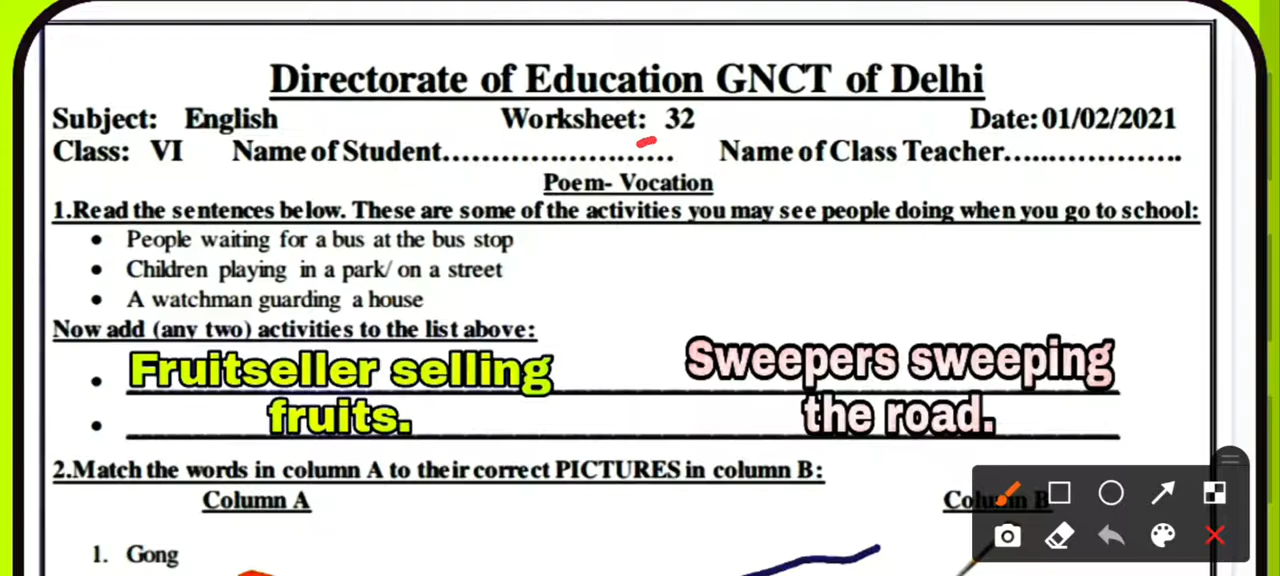 Directorate of Education GNCT of Delhi
Subject: English Worksheet: 32 Date: 01/02/2021
Class: VI Name of Student............................ Name of Class Teacher......................
Poem- Vocation
1.Read the sentences below. These are some of the activities you may see people doing when you go to school:
• People waiting for a bus at the bus stop
• Children playing in a park/ on a street
• A watchman guarding a house
Now add (any two) activities to the list above:
• Fruitseller selling Sweepers sweeping
• fruits. the road.
2.Match the words in column A to their correct PICTURES in column B:
Column A Column B
1. Gong